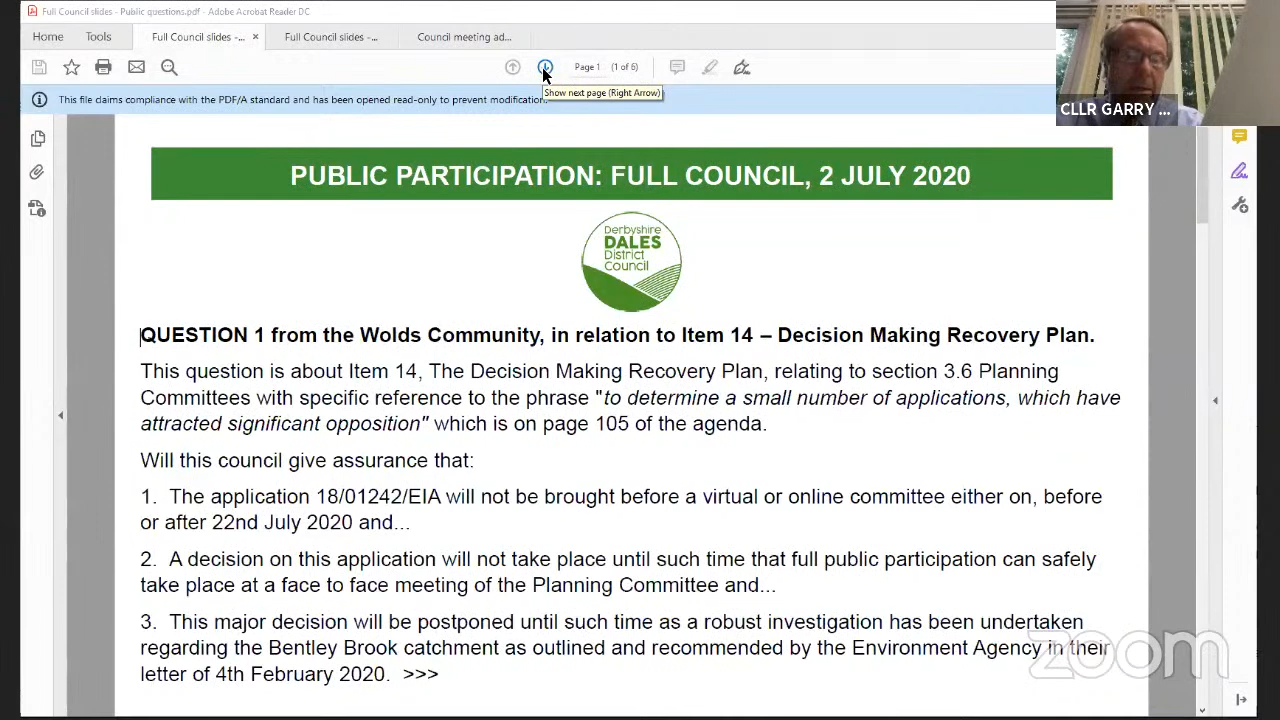 Full Council slides - Public questions.pdf - Adobe Acrobat Reader DC
Home Tools Full Council slides -... × Full Council slides -... Council meeting ad...
Page 1 (1 of 6)
Show next page (Right Arrow)
This file claims compliance with the PDF/A standard and has been opened read-only to prevent modification.
CLLR GARRY ...
PUBLIC PARTICIPATION: FULL COUNCIL, 2 JULY 2020
Derbyshire
DALES
District
Council
QUESTION 1 from the Wolds Community, in relation to Item 14 – Decision Making Recovery Plan.
This question is about Item 14, The Decision Making Recovery Plan, relating to section 3.6 Planning
Committees with specific reference to the phrase "to determine a small number of applications, which have
attracted significant opposition" which is on page 105 of the agenda.
Will this council give assurance that:
1. The application 18/01242/EIA will not be brought before a virtual or online committee either on, before
or after 22nd July 2020 and...
2. A decision on this application will not take place until such time that full public participation can safely
take place at a face to face meeting of the Planning Committee and...
3. This major decision will be postponed until such time as a robust investigation has been undertaken
regarding the Bentley Brook catchment as outlined and recommended by the Environment Agency in their
letter of 4th February 2020. >>>
zoom